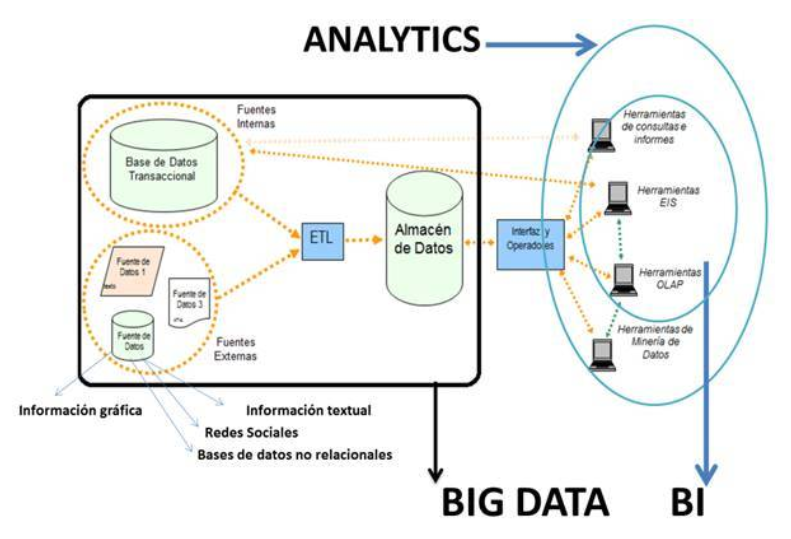 ANALYTICS
Fuentes
Internas
Base de Datos
Transaccional
Herramientas
de consultas e
informes
Herramientas
EIS
ETL
Almacén
de Datos
Interfaz y
Operadores
Fuente de
Datos 1
texto
Fuente de
Datos 3
HTML
Fuente de
Datos
Fuentes
Externas
Herramientas
OLAP
Herramientas de
Minería de
Datos
Información gráfica
Información textual
Redes Sociales
Bases de datos no relacionales
BIG DATA
BI